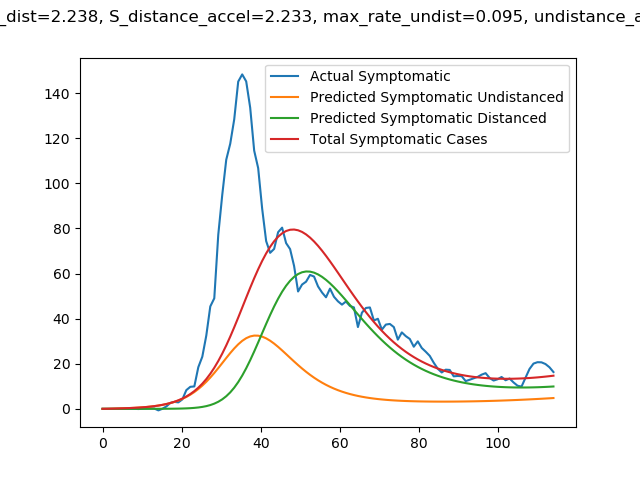 _dist=2.238, S_distance_accel=2.233, max_rate_undist=0.095, undistance_a
Actual Symptomatic
Predicted Symptomatic Undistanced
Predicted Symptomatic Distanced
Total Symptomatic Cases
140
120
100
80
60
40
20
0
0 20 40 60 80 100